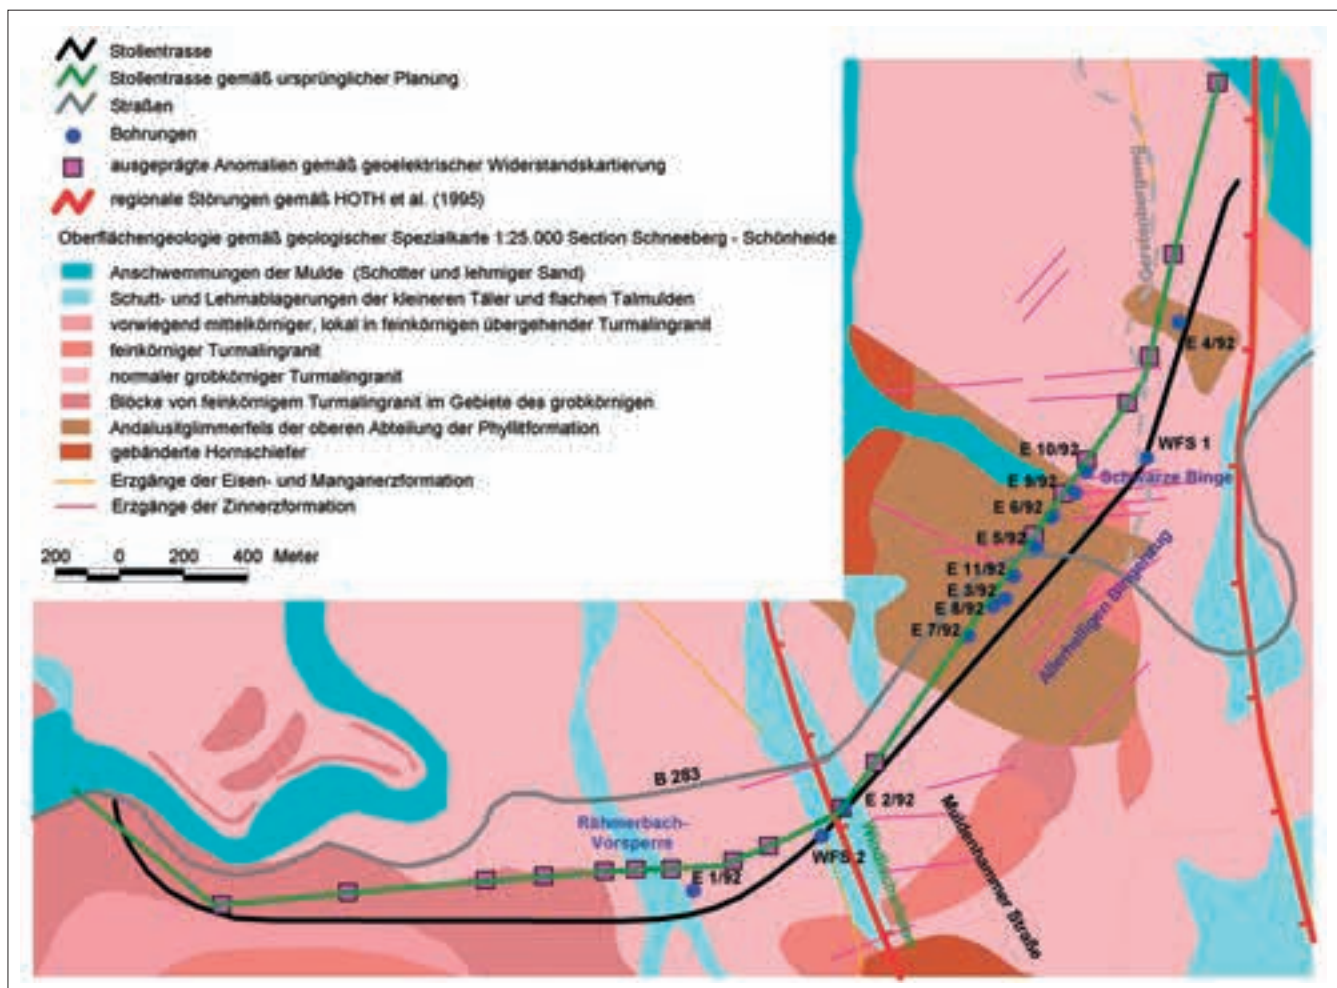 Stollentrasse
Stollentrasse gemäß ursprünglicher Planung
Straßen
Bohrungen
ausgeprägte Anomalien gemäß geoelektrischer Widerstandskartierung
regionale Störungen gemäß HOTH et al. (1995)
Oberflächengeologie gemäß geologischer Spezialkarte 1:25.000 Section Schneeberg - Schönheide
Anschwemmungen der Mulde (Schotter und lehmiger Sand)
Schutt- und Lehmablagerungen der kleineren Täler und flachen Talmulden
vorwiegend mittelkörniger, lokal in feinkörnigen übergehender Turmalingranit
feinkörniger Turmalingranit
normaler grobkörniger Turmalingranit
Blöcke von feinkörnigem Turmalingranit im Gebiete des grobkörnigen
Andalusitglimmerfels der oberen Abteilung der Phyllitformation
gebänderte Hornschiefer
Erzgänge der Eisen- und Manganerzformation
Erzgänge der Zinnerzformation
200 0 200 400 Meter
E 4/92
WFS 1
E 10/92
Schwarze Binge
E 9/92
E 6/92
E 5/92
E 11/92
E 3/92
E 8/92
E 7/92
Allerheiligen Bingenzug
B 283
E 2/92
Rähmerbach-
Vorsperre
WFS 2
E 1/92
Muldenhammer Straße